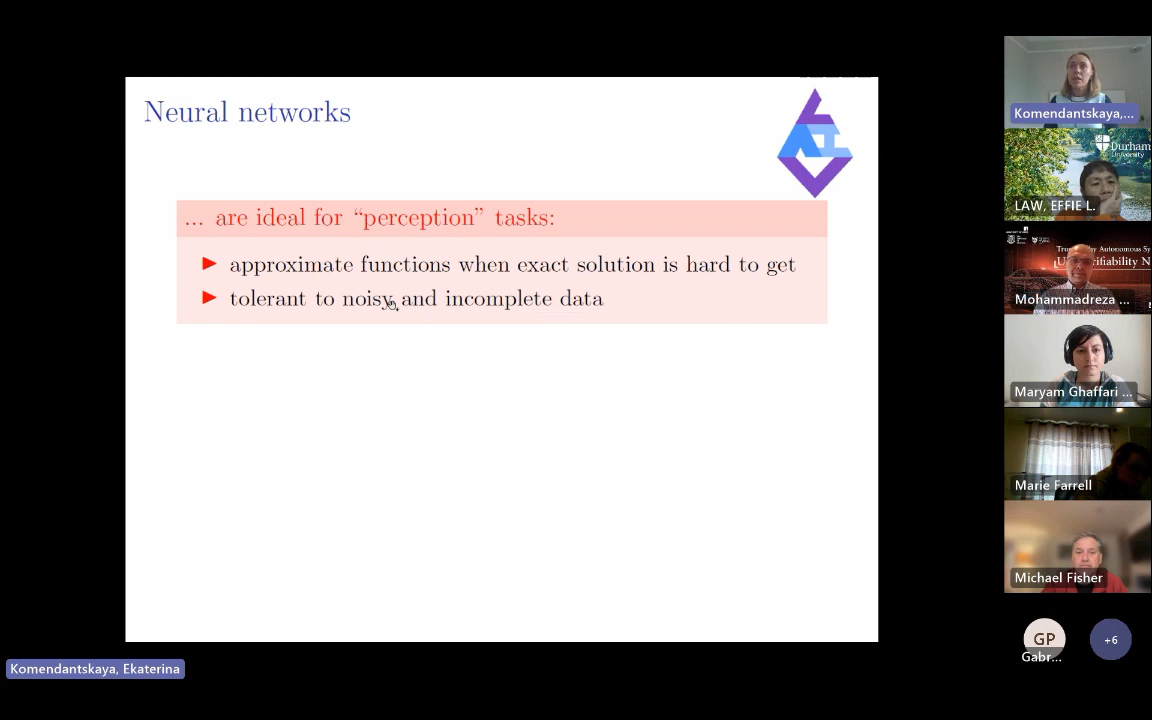 Neural networks
... are ideal for “perception” tasks:
approximate functions when exact solution is hard to get
tolerant to noisy and incomplete data
Komendantskaya,...
Durham
University
LAW, EFFIE L.
Mohammadreza ...
Maryam Ghaffari ...
Marie Farrell
Michael Fisher
GP
Gabr...
+6
Komendantskaya, Ekaterina